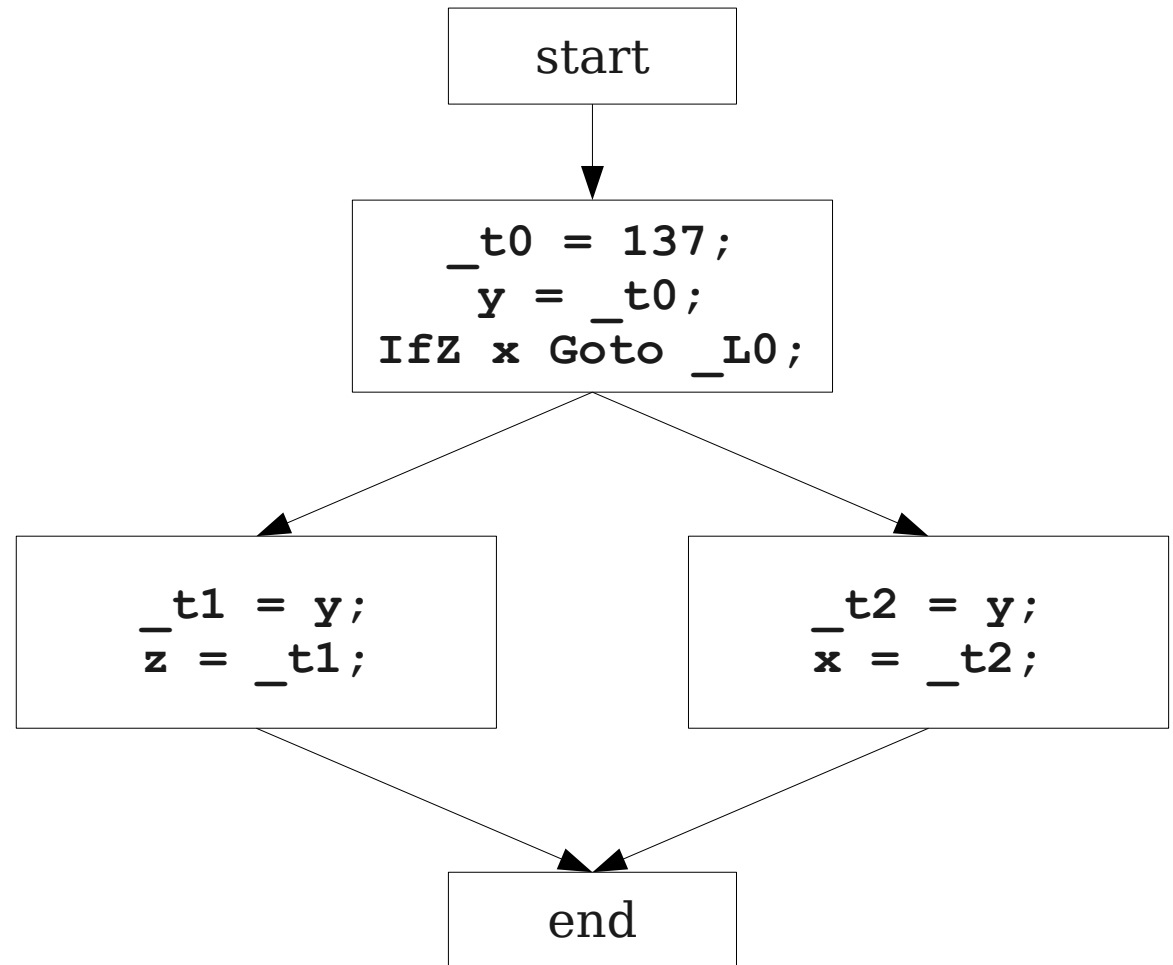 start
_t0 = 137;
y = _t0;
IfZ x Goto _L0;
_t1 = y;
z = _t1;
_t2 = y;
x = _t2;
end